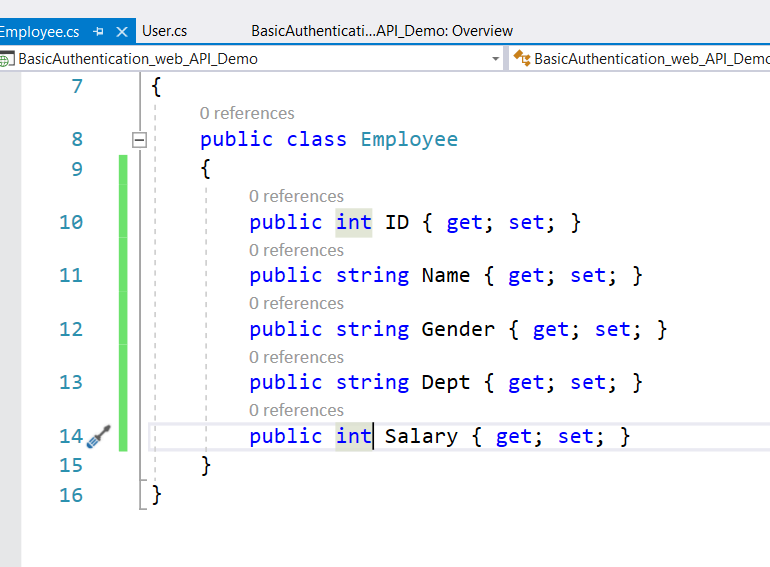 Employee.cs User.cs BasicAuthenticati...API_Demo: Overview
BasicAuthentication_web_API_Demo BasicAuthentication_web_API_Demo
7 {
0 references
8 public class Employee
9 {
0 references
10 public int ID { get; set; }
0 references
11 public string Name { get; set; }
0 references
12 public string Gender { get; set; }
0 references
13 public string Dept { get; set; }
0 references
14 public int Salary { get; set; }
15 }
16 }